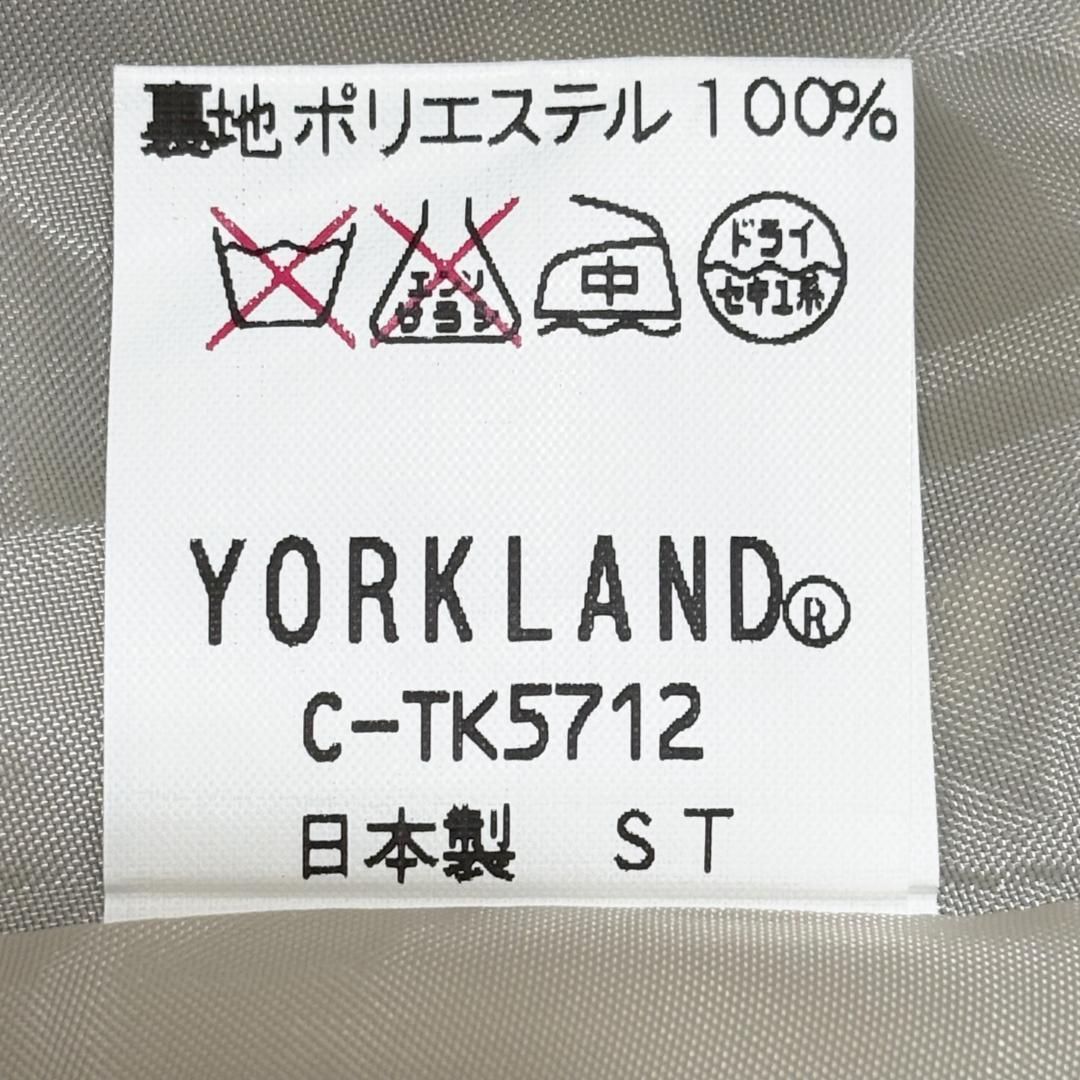 裏地 ポリエステル 100%
エンソ
サラシ
中
ドライ
セキユ系
YORKLAND®
C-TK5712
日本製 ST